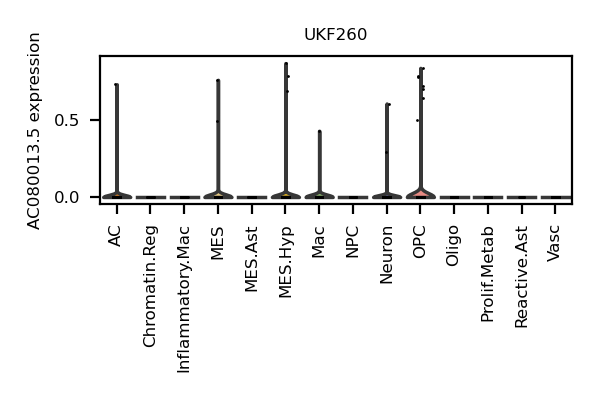 UKF260
AC080013.5 expression
0.5
0.0
AC
Chromatin.Reg
Inflammatory.Mac
MES
MES.Ast
MES.Hyp
Mac
NPC
Neuron
OPC
Oligo
Prolif.Metab
Reactive.Ast
Vasc